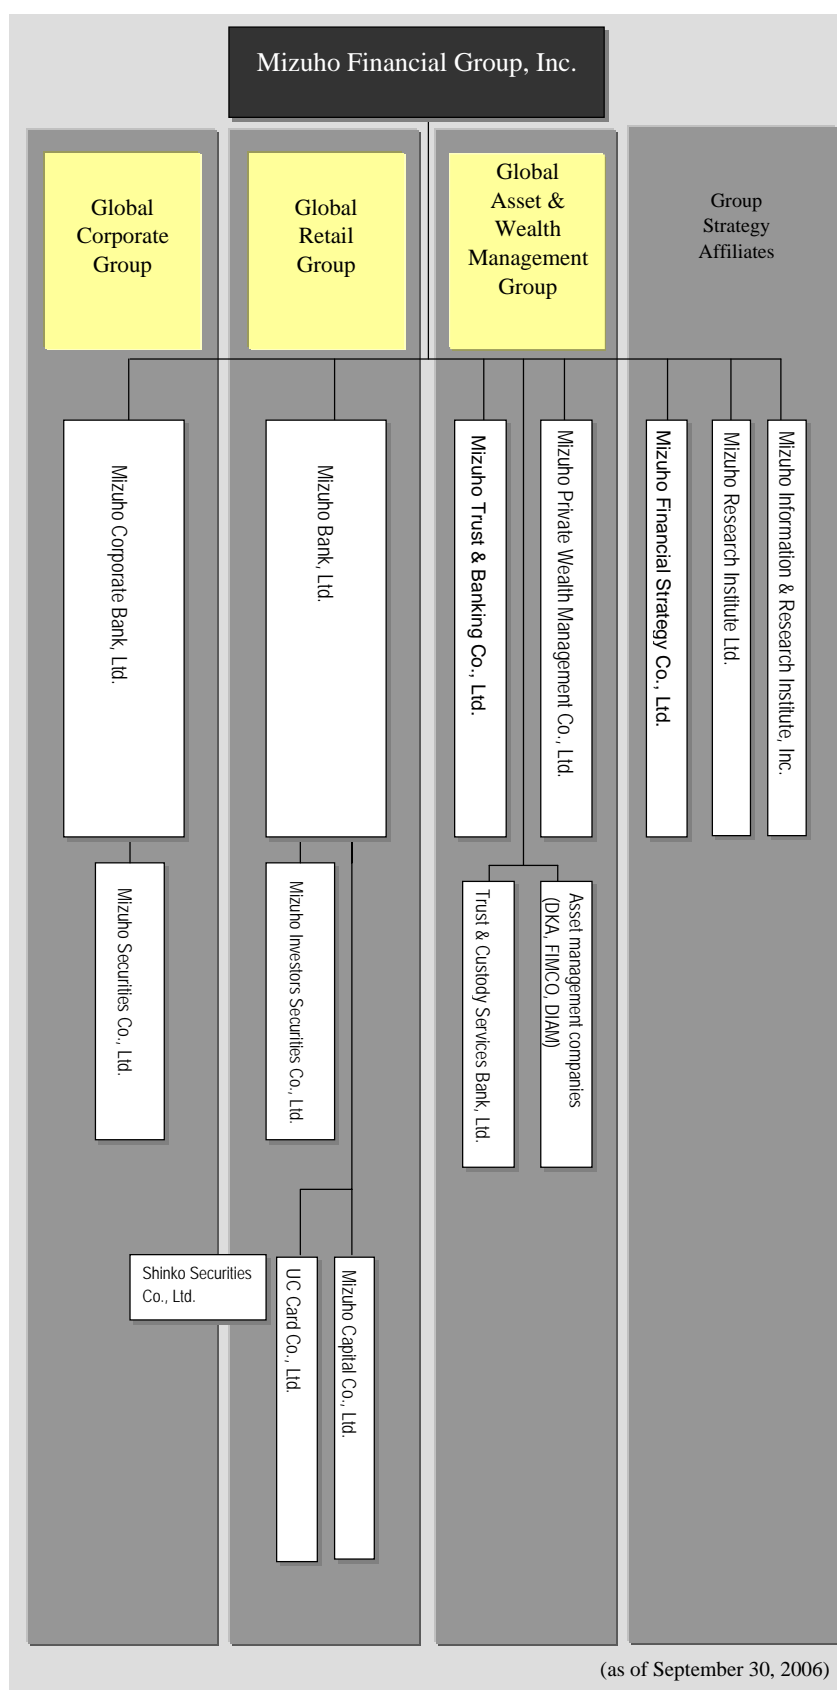 Mizuho Financial Group, Inc.
Global
Corporate
Group
Global
Retail
Group
Global
Asset &
Wealth
Management
Group
Group
Strategy
Affiliates
Mizuho Corporate Bank, Ltd.
Mizuho Bank, Ltd.
Mizuho Trust & Banking Co., Ltd.
Mizuho Private Wealth Management Co., Ltd.
Mizuho Financial Strategy Co., Ltd.
Mizuho Research Institute Ltd.
Mizuho Information & Research Institute, Inc.
Mizuho Securities Co., Ltd.
Mizuho Investors Securities Co., Ltd.
Trust & Custody Services Bank, Ltd.
Asset management companies
(DKA, FIMCO, DIAM)
Shinko Securities
Co., Ltd.
UC Card Co., Ltd.
Mizuho Capital Co., Ltd.
(as of September 30, 2006)